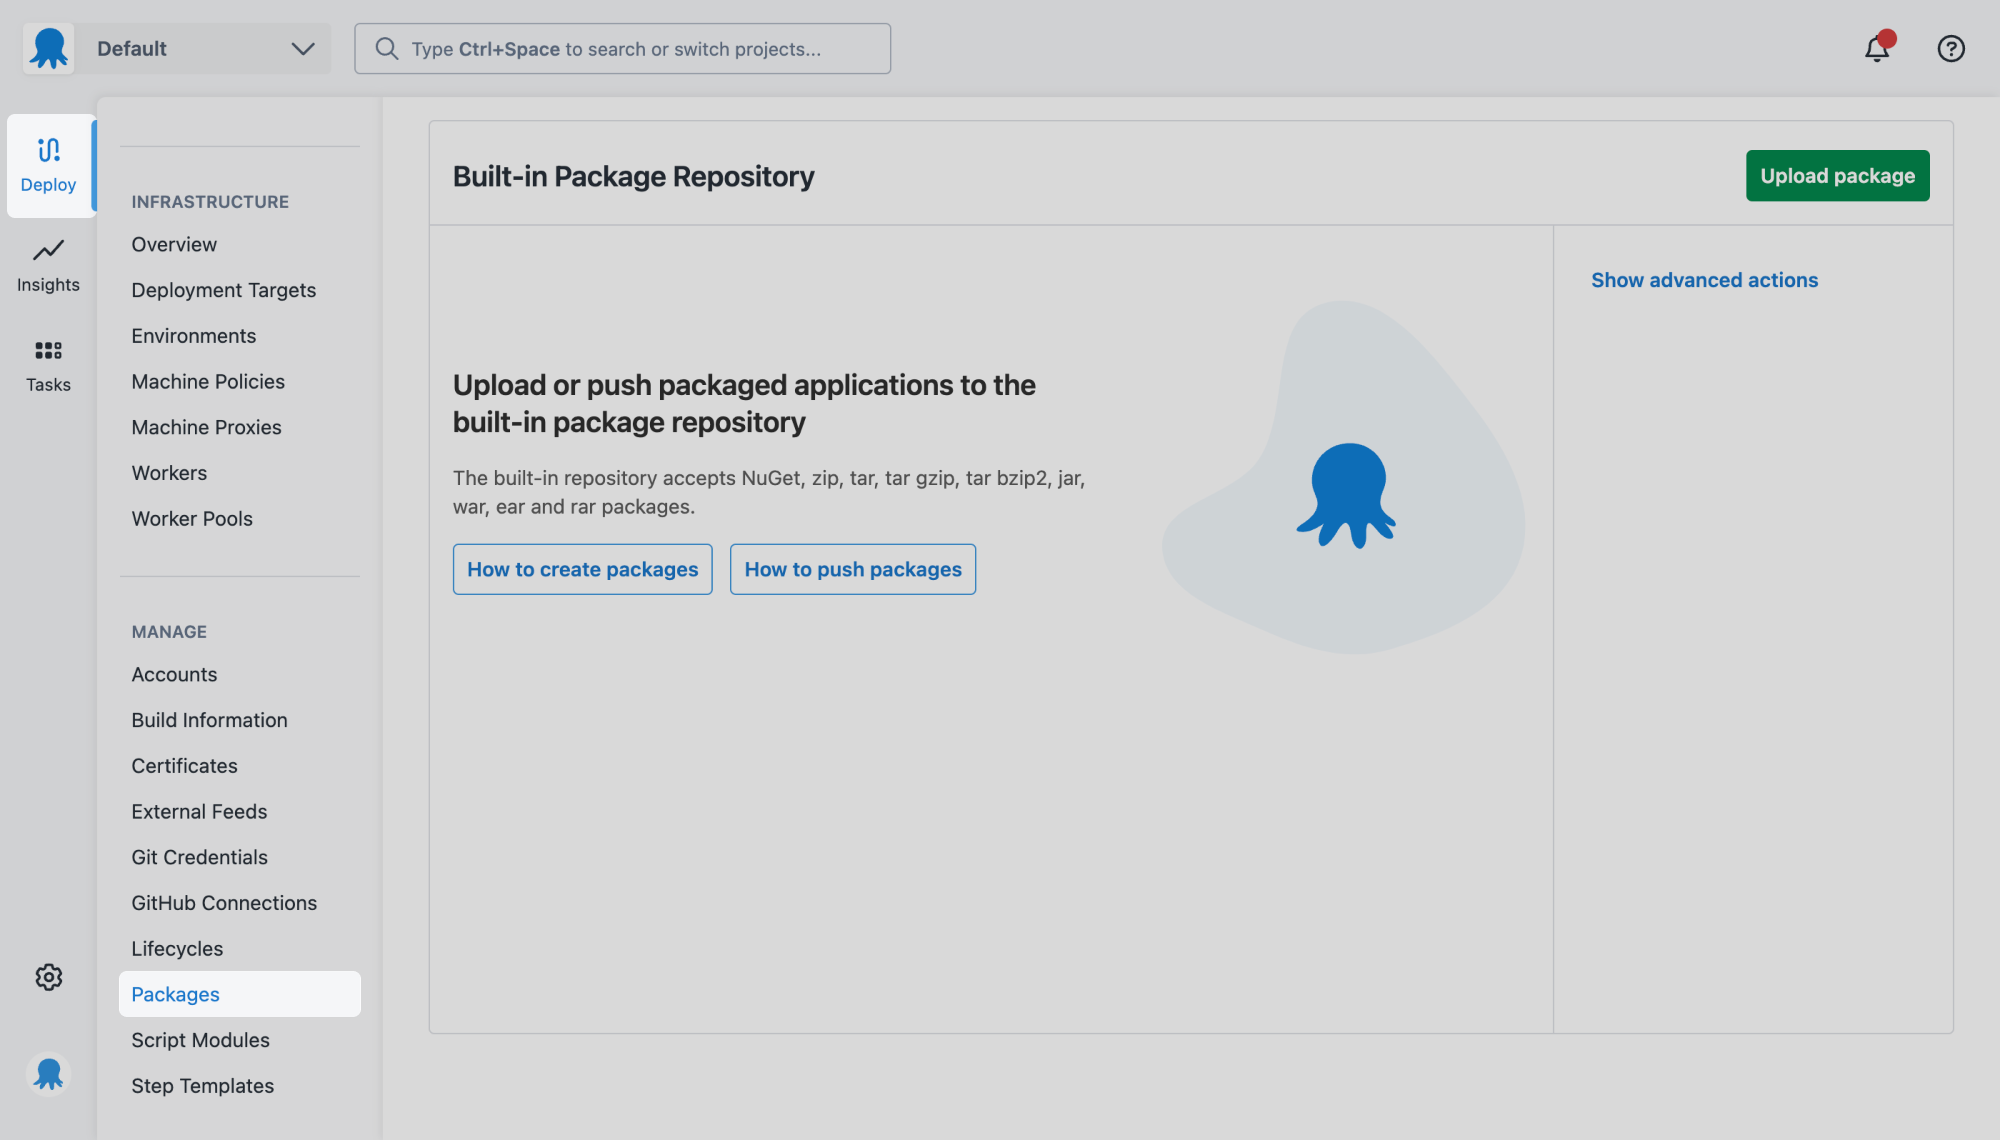 Default
Type Ctrl+Space to search or switch projects...
Deploy
Insights
Tasks
INFRASTRUCTURE
Overview
Deployment Targets
Environments
Machine Policies
Machine Proxies
Workers
Worker Pools
MANAGE
Accounts
Build Information
Certificates
External Feeds
Git Credentials
GitHub Connections
Lifecycles
Packages
Script Modules
Step Templates
Built-in Package Repository
Upload package
Upload or push packaged applications to the
built-in package repository
The built-in repository accepts NuGet, zip, tar, tar gzip, tar bzip2, jar,
war, ear and rar packages.
How to create packages
How to push packages
Show advanced actions